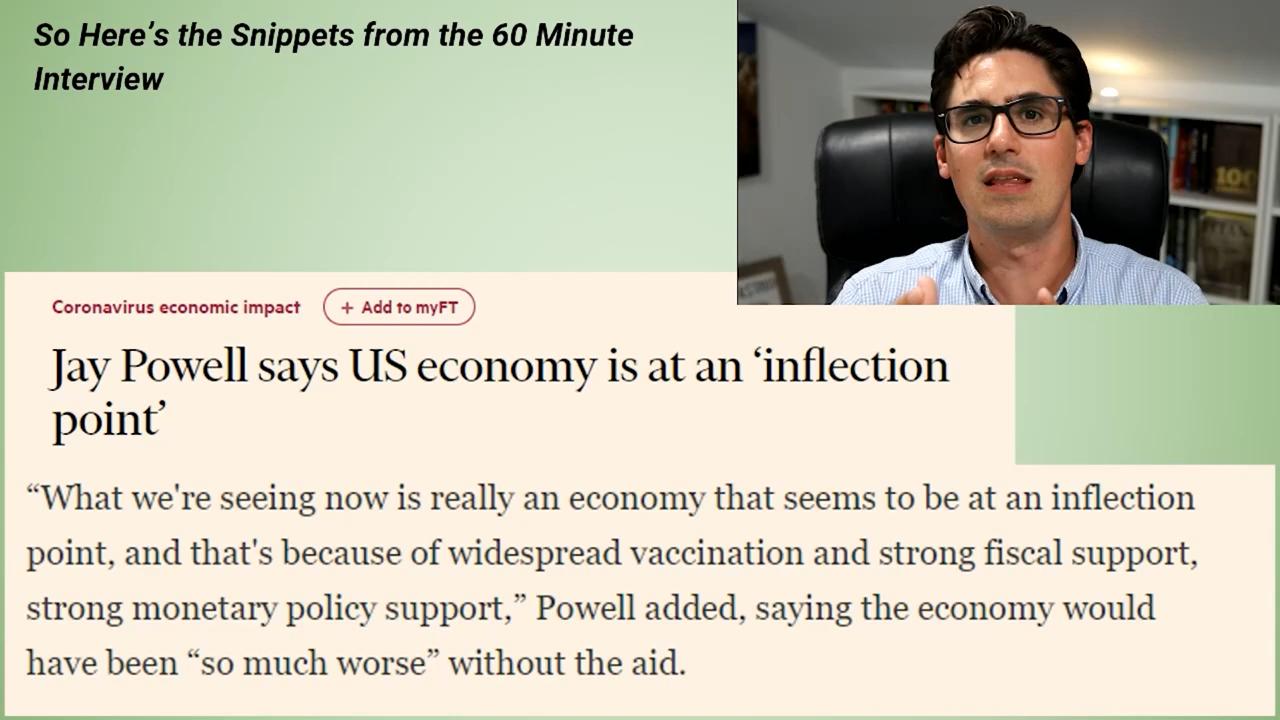 So Here’s the Snippets from the 60 Minute
Interview
100
Coronavirus economic impact + Add to myFT
Jay Powell says US economy is at an ‘inflection
point’
“What we're seeing now is really an economy that seems to be at an inflection
point, and that's because of widespread vaccination and strong fiscal support,
strong monetary policy support,” Powell added, saying the economy would
have been “so much worse” without the aid.